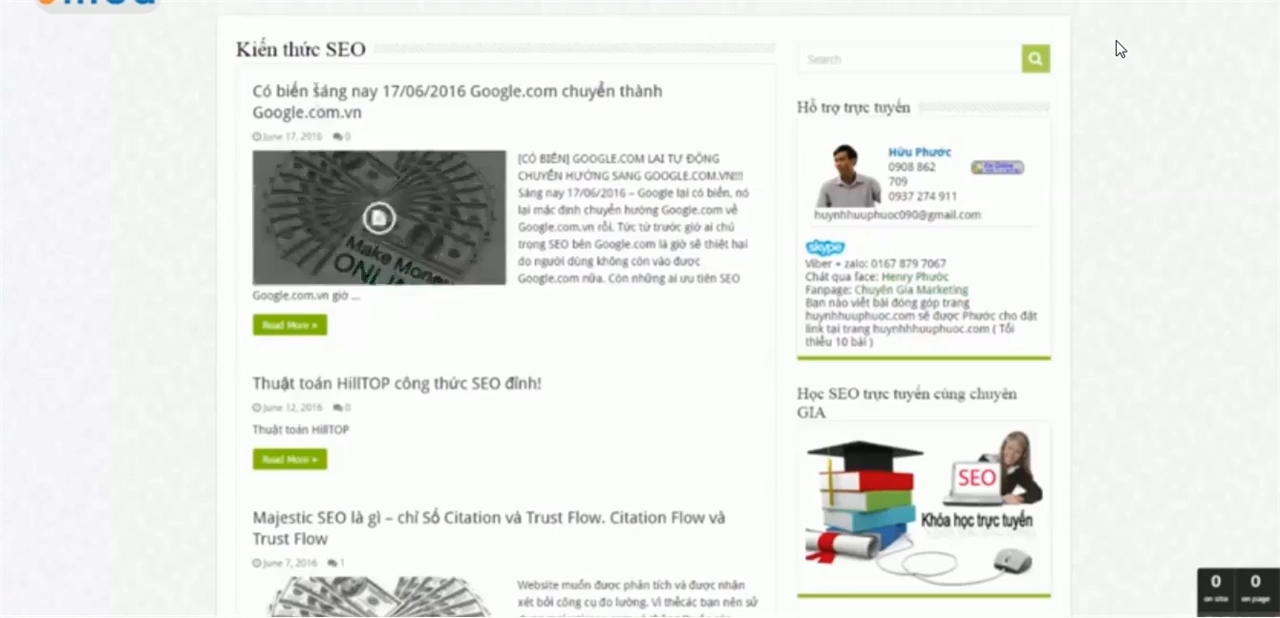 Kiến thức SEO
Có biến sáng nay 17/06/2016 Google.com chuyển thành
Google.com.vn
June 17, 2016 0
[CÓ BIẾN] GOOGLE.COM LẠI TỰ ĐỘNG
CHUYỂN HƯỚNG SANG GOOGLE.COM.VN!!!
Sáng nay 17/06/2016 – Google lại có biến, nó
lại mặc định chuyển hướng Google.com về
Google.com.vn rồi. Tức từ trước giờ ai chú
trọng SEO bên Google.com là giờ sẽ thiệt hại
do người dùng không còn vào được
Google.com nữa. Còn những ai ưu tiên SEO
Google.com.vn giờ ...
Make Money
ONLINE
Read More »
Thuật toán HillTOP công thức SEO đỉnh!
June 12, 2016 0
Thuật toán HillTOP
Read More »
Majestic SEO là gì – chỉ Số Citation và Trust Flow. Citation Flow và
Trust Flow
June 7, 2016 1
Website muốn được phân tích và được nhận
xét bởi công cụ đo lường. Vì thếcác bạn nên sử
Search
Hỗ trợ trực tuyến
Hữu Phước
0908 862
709
0937 274 911
huynhhuuphuoc090@gmail.com
skype
Viber + zalo: 0167 879 7067
Chát qua face: Henry Phước
Fanpage: Chuyên Gia Marketing
Bạn nào viết bài đóng góp trang
huynhhuuphuoc.com sẽ được Phước cho đặt
link tại trang huynhhhuuphuoc.com ( Tối
thiểu 10 bài )
Học SEO trực tuyến cùng chuyên
GIA
SEO
Khóa học trực tuyến
0 0
on site on page